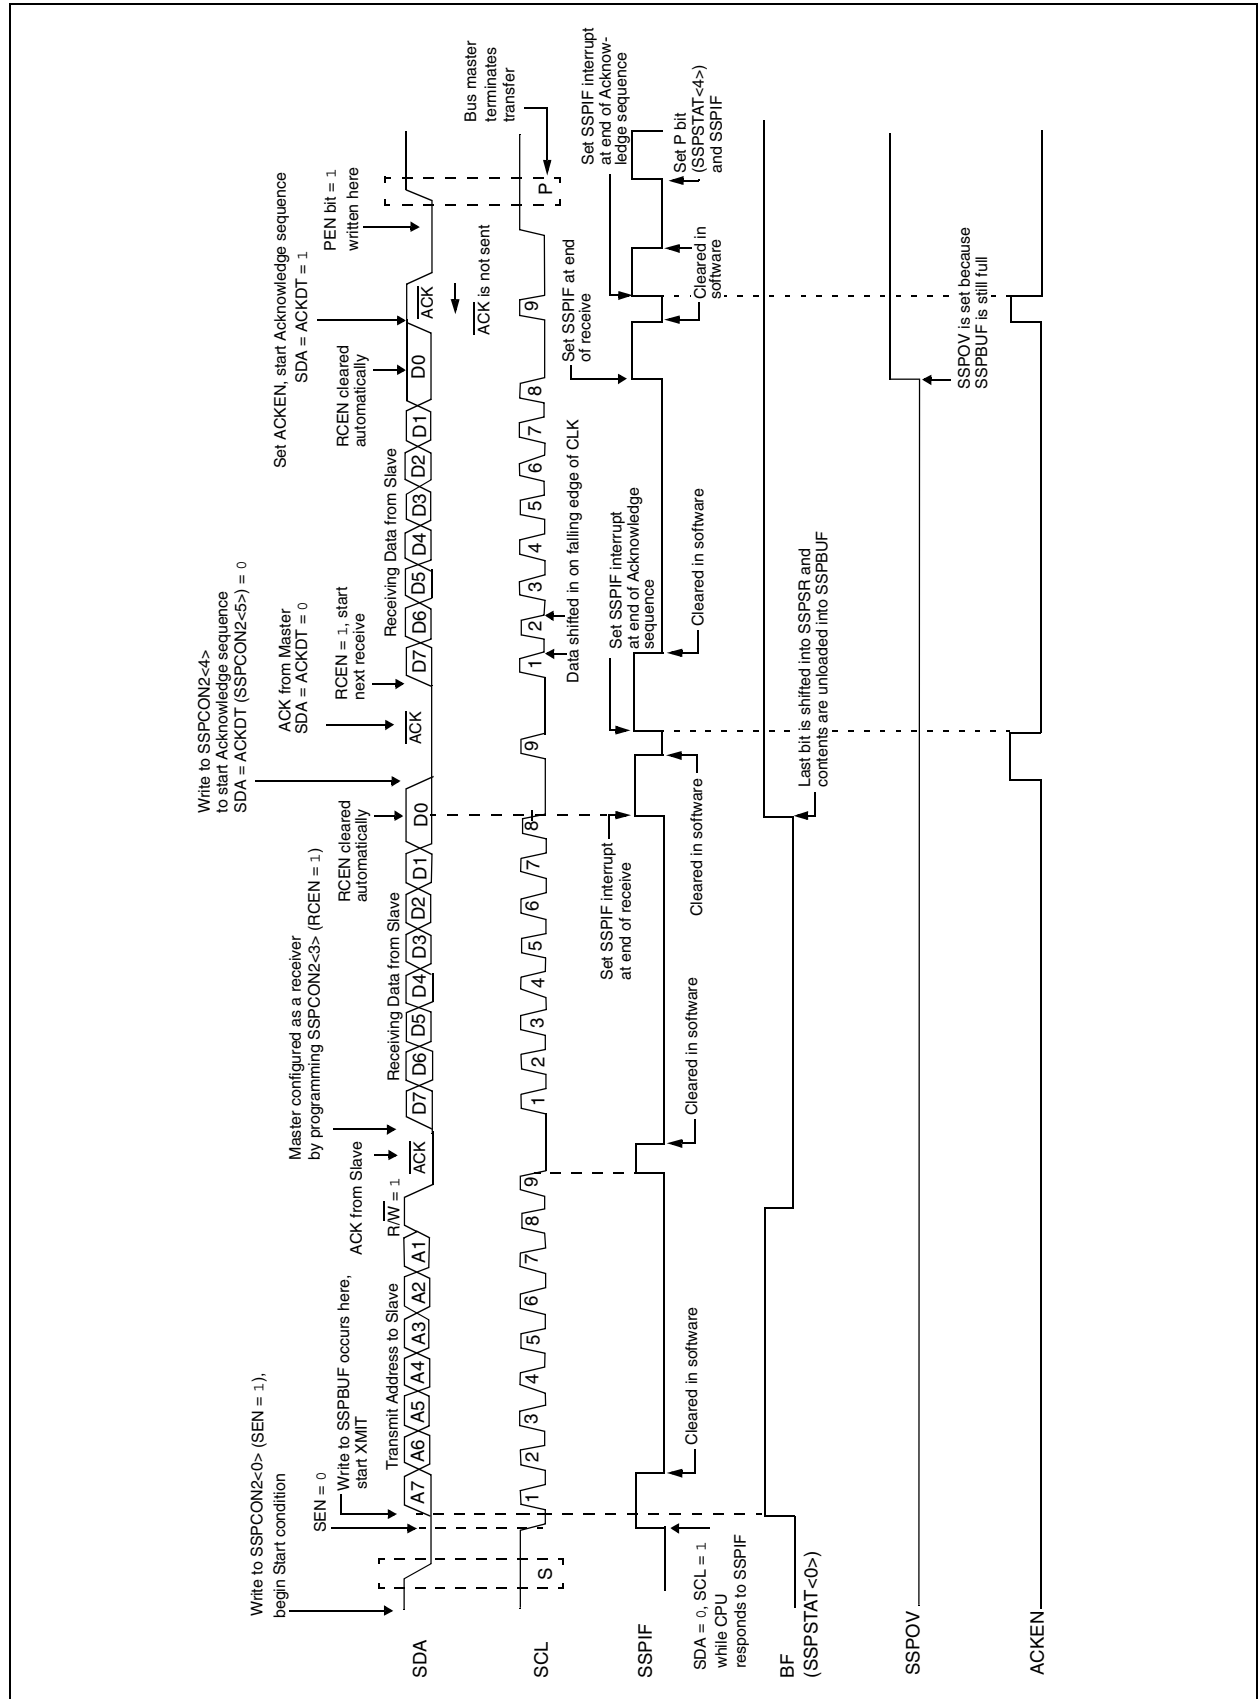 Write to SSPCON2<0> (SEN = 1),
begin Start condition
SEN = 0
Write to SSPBUF occurs here,
start XMIT
ACK from Slave
Master configured as a receiver
by programming SSPCON2<3> (RCEN = 1)
RCEN cleared
automatically
Write to SSPCON2<4>
to start Acknowledge sequence
SDA = ACKDT (SSPCON2<5>) = 0
ACK from Master
SDA = ACKDT = 0
RCEN = 1, start
next receive
RCEN cleared
automatically
Set ACKEN, start Acknowledge sequence
SDA = ACKDT = 1
PEN bit = 1
written here
Transmit Address to Slave
R/W = 1
Receiving Data from Slave
Receiving Data from Slave
SDA
A7 A6 A5 A4 A3 A2 A1
ACK
D7 D6 D5 D4 D3 D2 D1 D0
ACK
D7 D6 D5 D4 D3 D2 D1 D0
ACK
ACK is not sent
Bus master
terminates
transfer
SCL
S
1 2 3 4 5 6 7 8 9
1 2 3 4 5 6 7 8
9
1 2 3 4 5 6 7 8
9
P
Data shifted in on falling edge of CLK
Set SSPIF interrupt
at end of receive
Set SSPIF interrupt
at end of Acknowledge
sequence
Set SSPIF at end
of receive
Set SSPIF interrupt
at end of Acknow-
ledge sequence
SSPIF
SDA = 0, SCL = 1
while CPU
responds to SSPIF
Cleared in software
Cleared in software
Cleared in software
Cleared in software
Cleared in
software
Set P bit
(SSPSTAT<4>)
and SSPIF
BF
(SSPSTAT<0>)
Last bit is shifted into SSPSR and
contents are unloaded into SSPBUF
SSPOV
SSPOV is set because
SSPBUF is still full
ACKEN